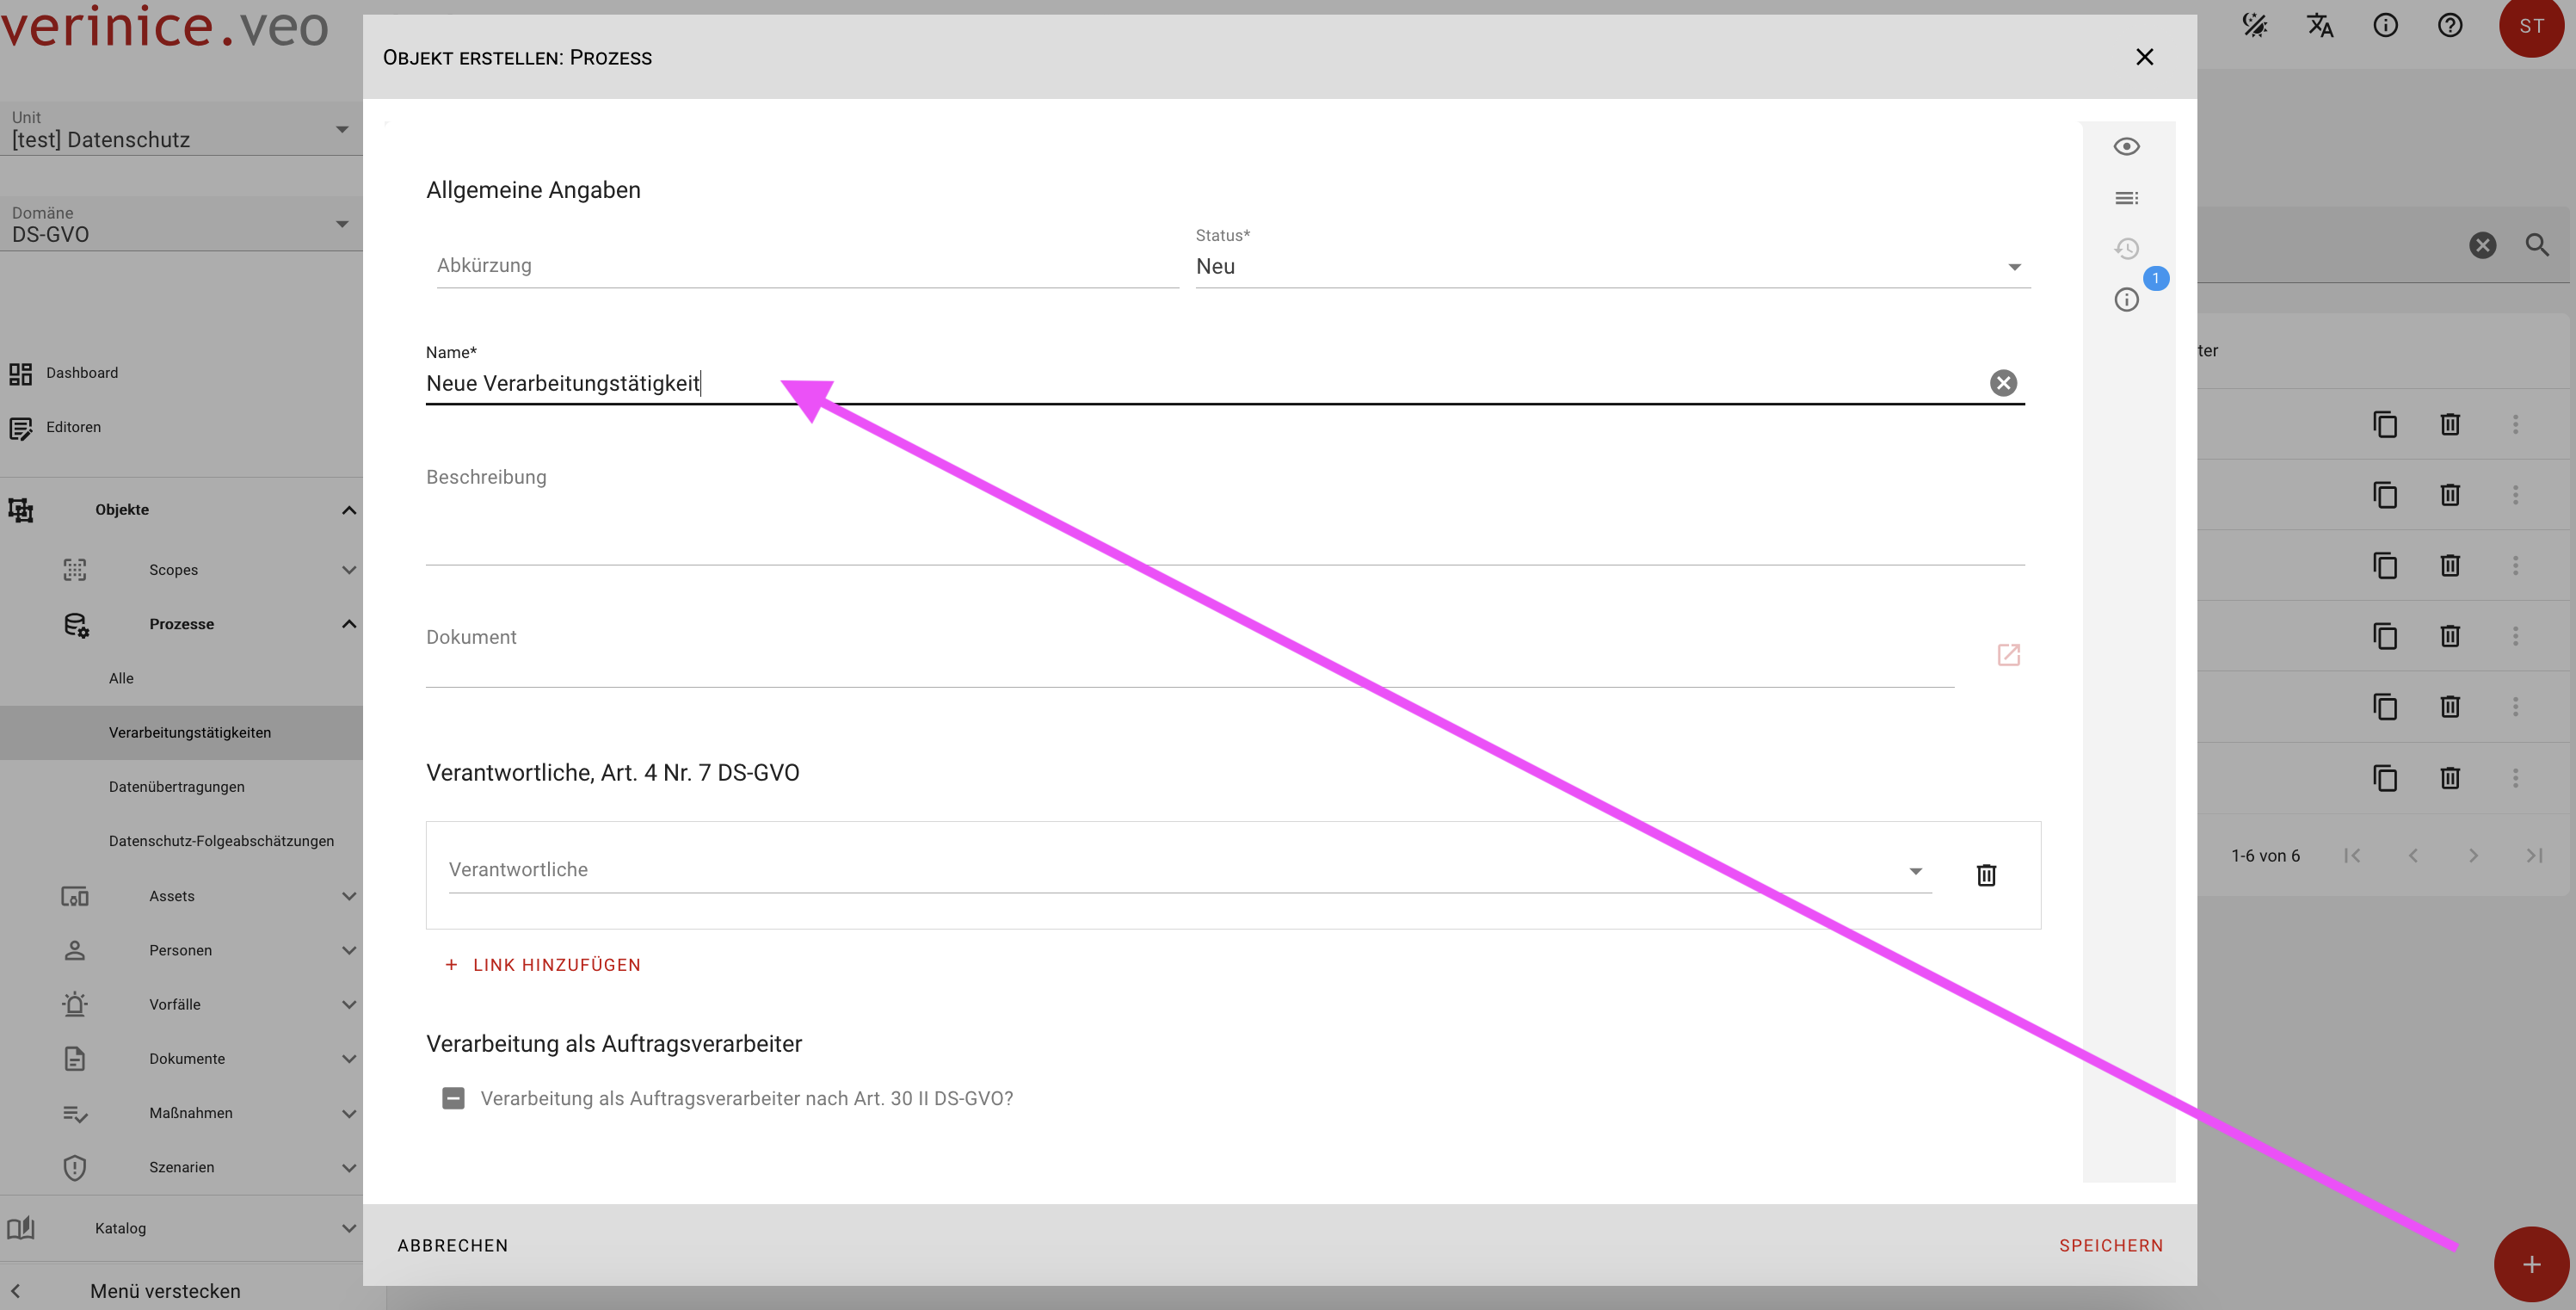 verinice.veo
ST
Unit
[test] Datenschutz
Domäne
DS-GVO
Dashboard
Editoren
Objekte
Scopes
Prozesse
Alle
Verarbeitungstätigkeiten
Datenübertragungen
Datenschutz-Folgeabschätzungen
Assets
Personen
Vorfälle
Dokumente
Maßnahmen
Szenarien
Katalog
Menü verstecken
Objekt erstellen: Prozess
Allgemeine Angaben
Abkürzung
Status*
Neu
Name*
Neue Verarbeitungstätigkeit
Beschreibung
Dokument
Verantwortliche, Art. 4 Nr. 7 DS-GVO
Verantwortliche
+ LINK HINZUFÜGEN
Verarbeitung als Auftragsverarbeiter
Verarbeitung als Auftragsverarbeiter nach Art. 30 II DS-GVO?
ABBRECHEN
SPEICHERN
1
ter
1-6 von 6